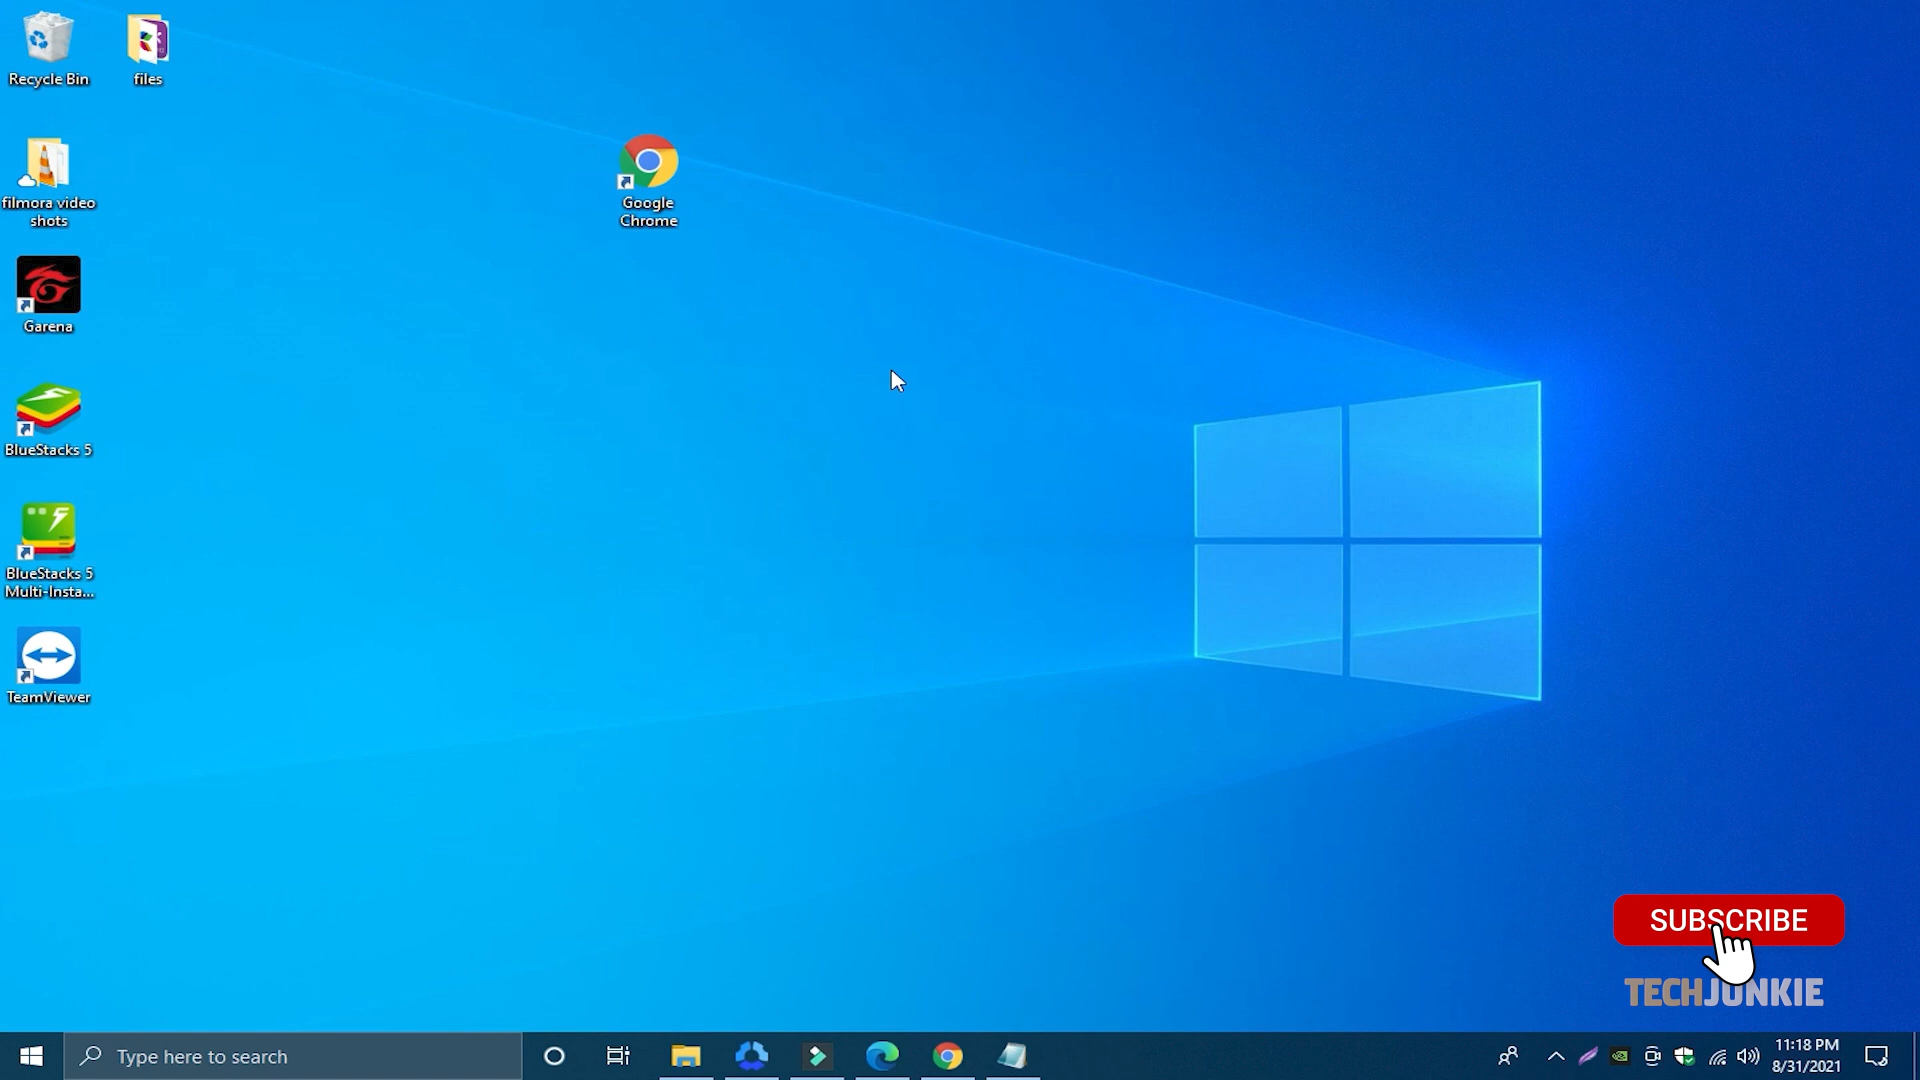 Recycle Bin
files
filmora video
shots
Google
Chrome
Garena
BlueStacks 5
BlueStacks 5
Multi-Insta...
TeamViewer
SUBSCRIBE
TECHJUNKIE
Type here to search
11:18 PM
8/31/2021